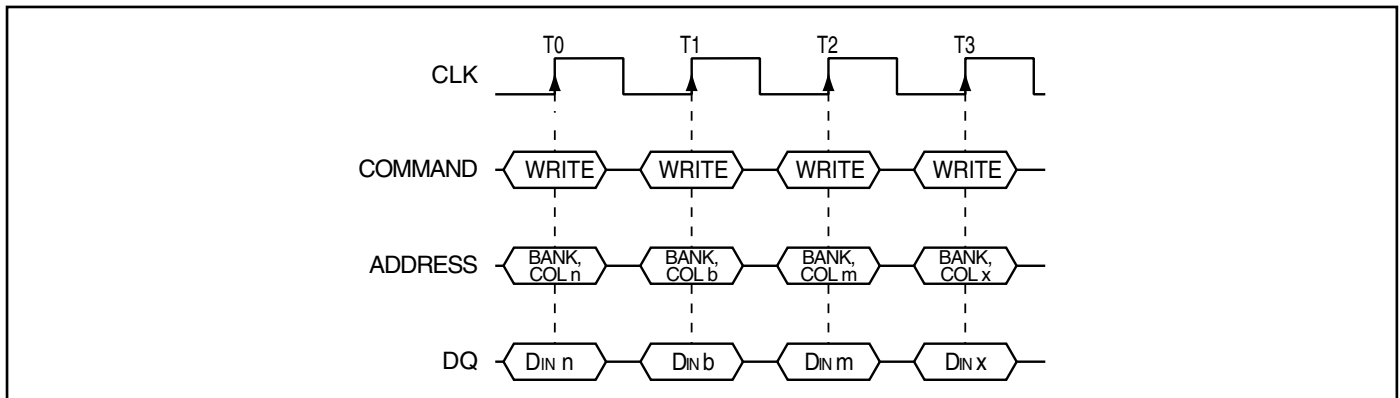 T0 T1 T2 T3
CLK
COMMAND WRITE WRITE WRITE WRITE
ADDRESS BANK, COL n BANK, COL b BANK, COL m BANK, COL x
DQ DIN n DIN b DIN m DIN x